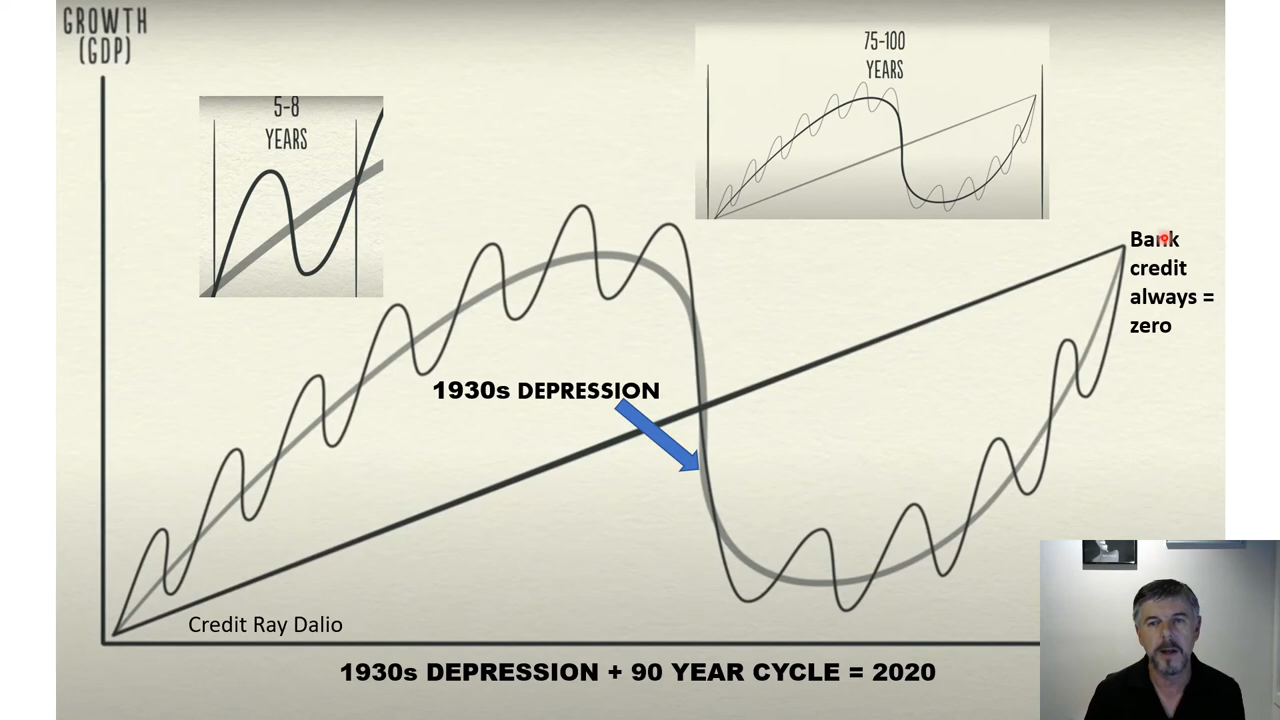 GROWTH
(GDP)
5-8
YEARS
75-100
YEARS
Bank
credit
always =
zero
1930s DEPRESSION
Credit Ray Dalio
1930s DEPRESSION + 90 YEAR CYCLE = 2020